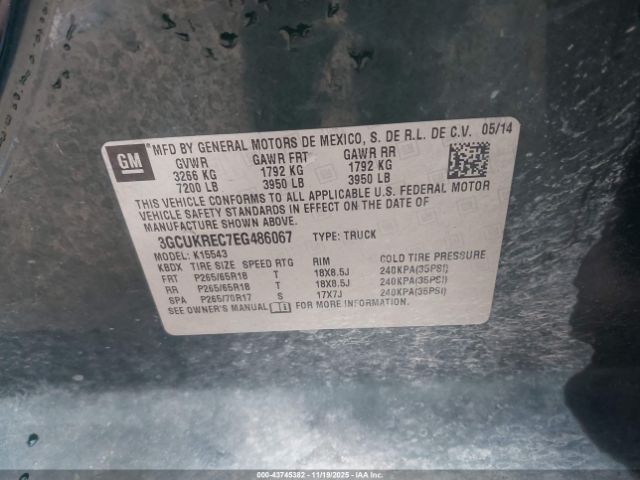 GM
MFD BY GENERAL MOTORS DE MEXICO, S. DE R.L. DE C.V. 05/14
GVWR GAWR FRT GAWR RR
3266 KG 1792 KG 1792 KG
7200 LB 3950 LB 3950 LB
THIS VEHICLE CONFORMS TO ALL APPLICABLE U.S. FEDERAL MOTOR
VEHICLE SAFETY STANDARDS IN EFFECT ON THE DATE OF
MANUFACTURE SHOWN ABOVE.
3GCUKREC7EG486067 TYPE: TRUCK
MODEL: K15543
KBDX TIRE SIZE SPEED RTG RIM COLD TIRE PRESSURE
FRT P265/65R18 T 18X8.5J 240KPA(35PSI)
RR P265/65R18 T 18X8.5J 240KPA(35PSI)
SPA P265/70R17 S 17X7J 240KPA(35PSI)
SEE OWNER'S MANUAL FOR MORE INFORMATION.
000-43745382 - 11/19/2025 - IAAI.COM